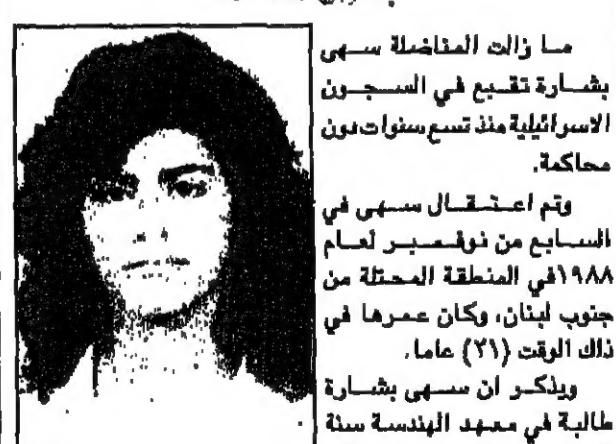 ما زالت المناضلة سهى
بشارة تقبع في السجون
الاسرائيلية منذ تسع سنوات دون
محاكمة.
وتم اعتقال سهى في
السابع من نوفمبر لعام
١٩٨٨ في المنطقة المحتلة من
جنوب لبنان، وكان عمرها في
ذاك الوقت (٢١) عاما.
ويذكر ان سهى بشارة
طالبة في معهد الهندسة سنة